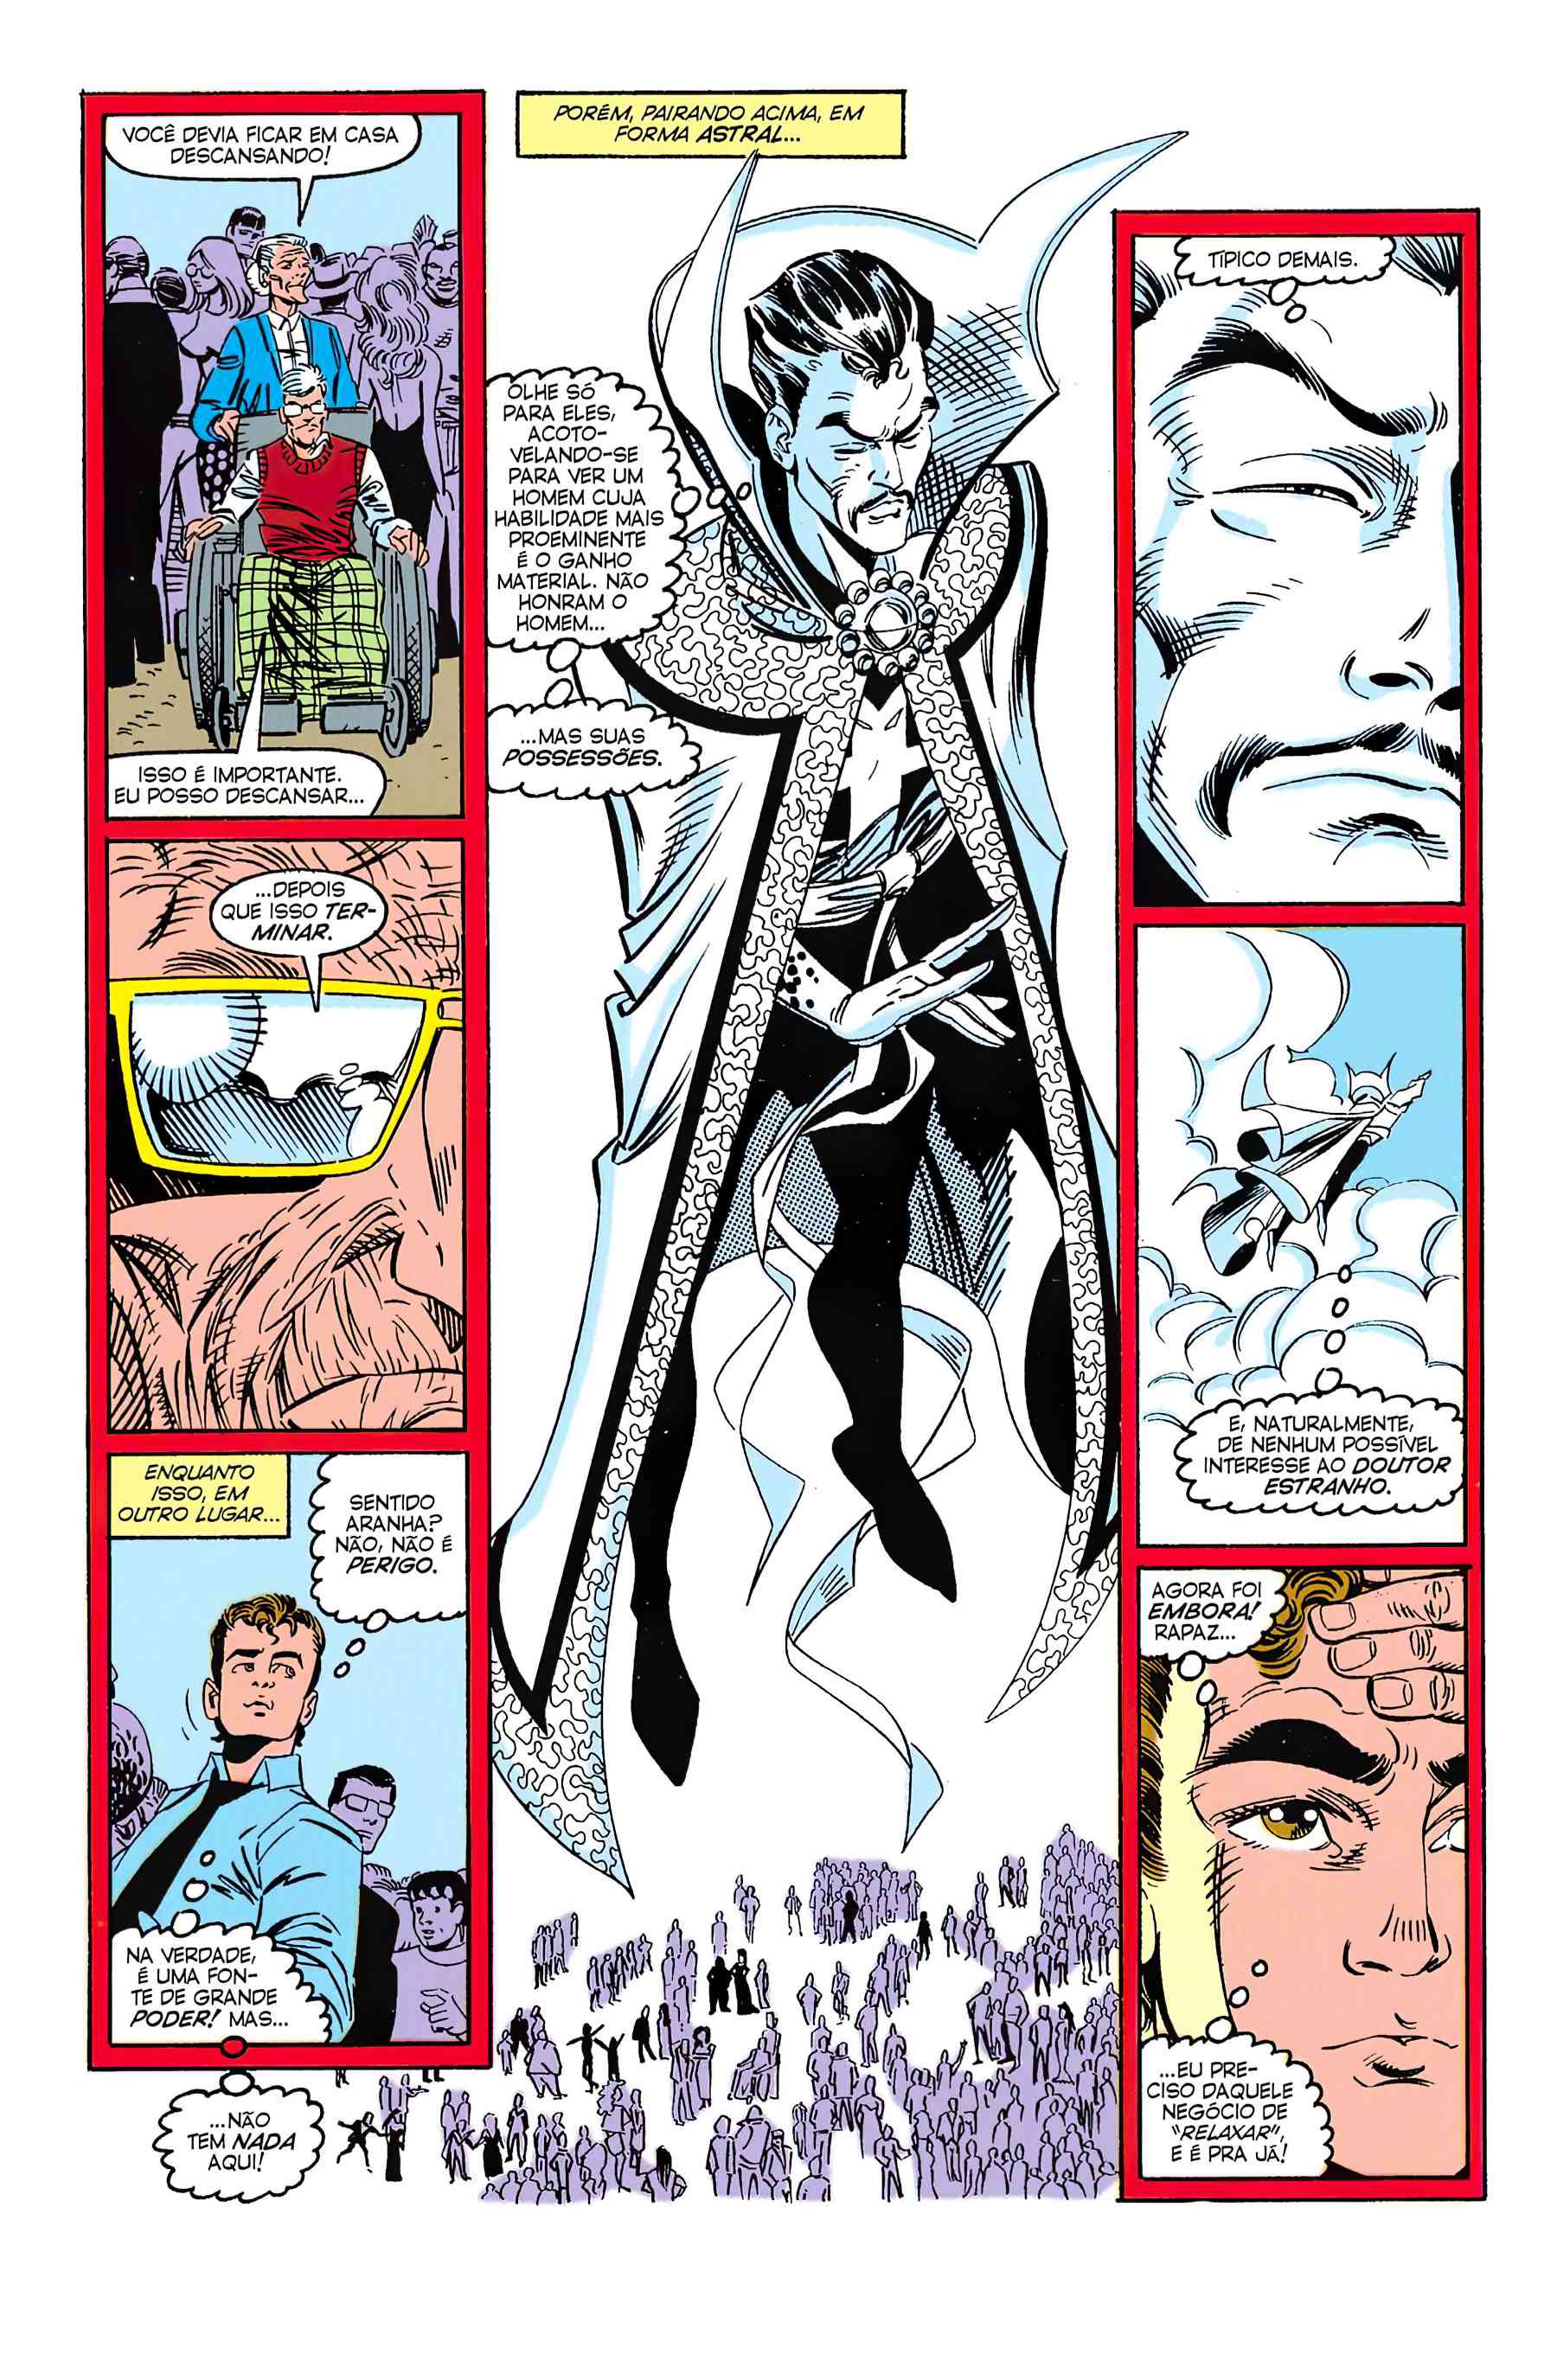 VOCÊ DEVIA FICAR EM CASA
DESCANSANDO!
ISSO É IMPORTANTE.
EU POSSO DESCANSAR...
...DEPOIS
QUE ISSO TER-
MINAR.
ENQUANTO
ISSO, EM
OUTRO LUGAR...
SENTIDO
ARANHA?
NÃO, NÃO É
PERIGO.
NA VERDADE,
É UMA FON-
TE DE GRANDE
PODER! MAS...
...NÃO
TEM NADA
AQUI!
PORÉM, PAIRANDO ACIMA, EM
FORMA ASTRAL...
OLHE SÓ
PARA ELES,
ACOTO-
VELANDO-SE
PARA VER UM
HOMEM CUJA
HABILIDADE MAIS
PROEMINENTE
É O GANHO
MATERIAL. NÃO
HONRAM O
HOMEM...
...MAS SUAS
POSSESSÕES.
TÍPICO DEMAIS.
E, NATURALMENTE,
DE NENHUM POSSÍVEL
INTERESSE AO DOUTOR
ESTRANHO.
AGORA FOI
EMBORA!
RAPAZ...
...EU PRE-
CISO DAQUELE
NEGÓCIO DE
"RELAXAR",
E É PRA JÁ!